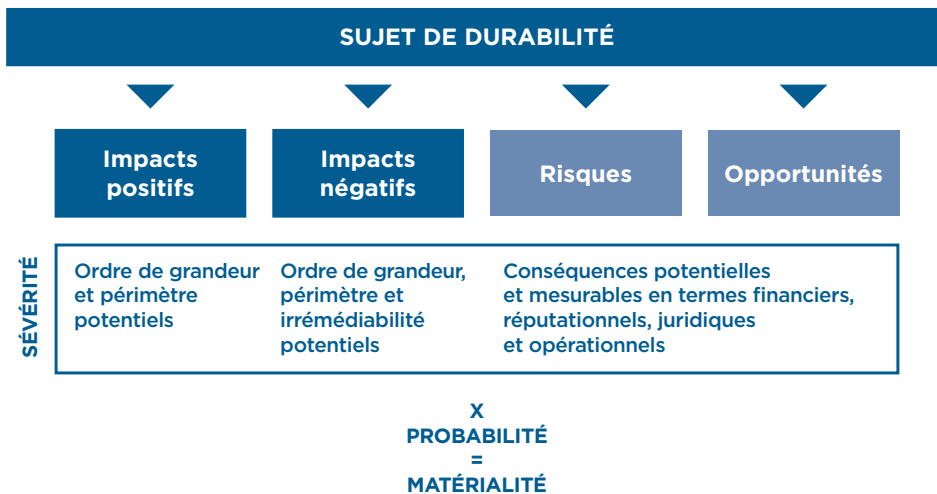 SUJET DE DURABILITÉ
Impacts
positifs
Impacts
négatifs
Risques
Opportunités
SÉVÉRITÉ
Ordre de grandeur
et périmètre
potentiels
Ordre de grandeur,
périmètre et
irrémédiabilité
potentiels
Conséquences potentielles
et mesurables en termes financiers,
réputationnels, juridiques
et opérationnels
X
PROBABILITÉ
=
MATÉRIALITÉ